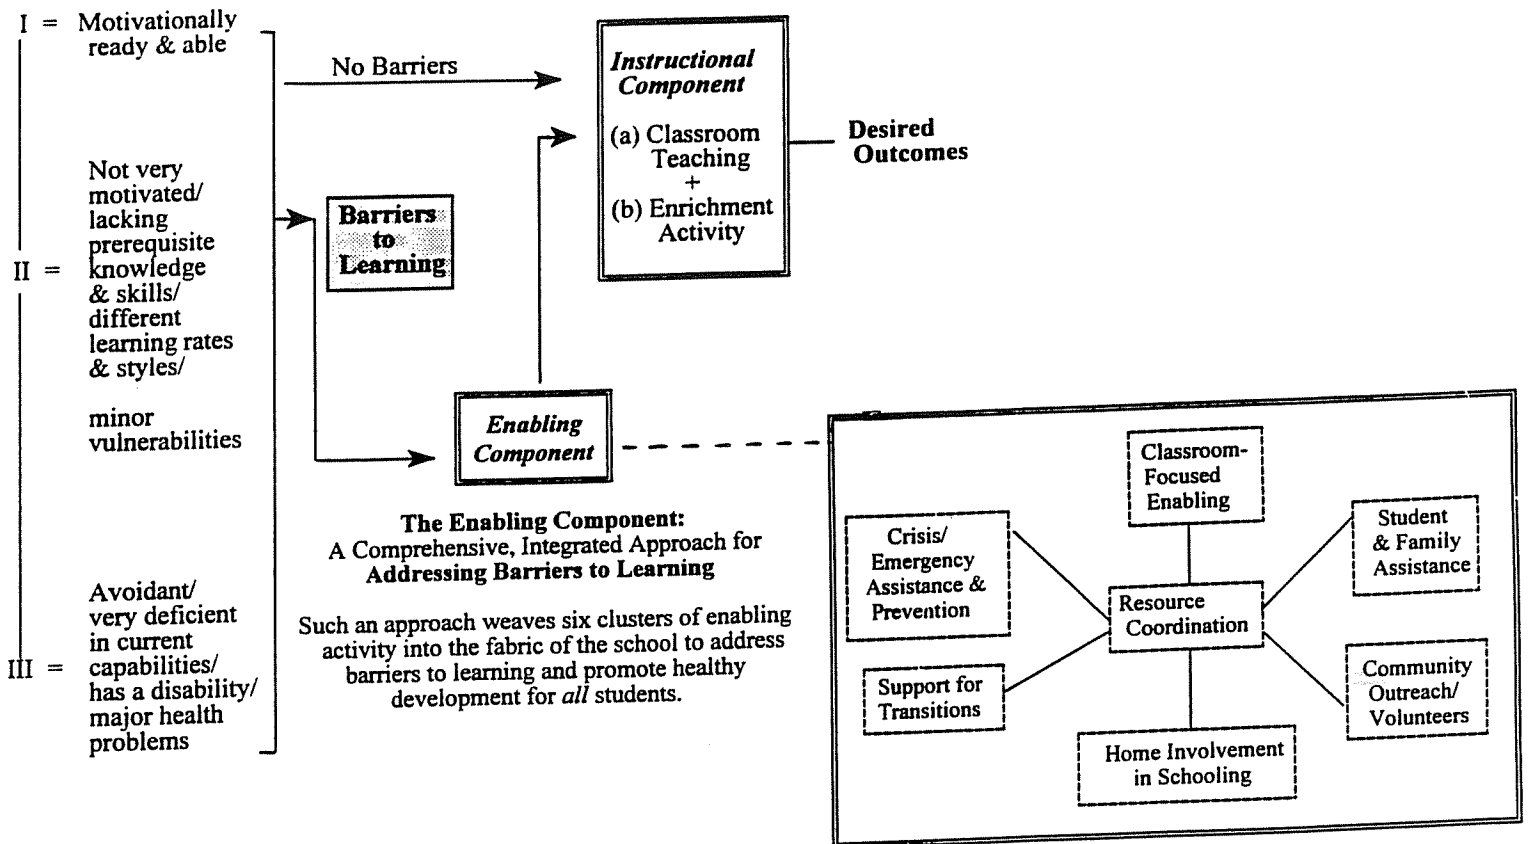 I = Motivationally
ready & able
Not very
motivated/
lacking
prerequisite
II = knowledge
& skills/
different
learning rates
& styles/
minor
vulnerabilities
Avoidant/
very deficient
in current
III = capabilities/
has a disability/
major health
problems
No Barriers
Barriers
to
Learning
Instructional
Component
(a) Classroom
Teaching
+
(b) Enrichment
Activity
Desired
Outcomes
Enabling
Component
The Enabling Component:
A Comprehensive, Integrated Approach for
Addressing Barriers to Learning
Such an approach weaves six clusters of enabling
activity into the fabric of the school to address
barriers to learning and promote healthy
development for all students.
Classroom-
Focused
Enabling
Crisis/
Emergency
Assistance &
Prevention
Student
& Family
Assistance
Resource
Coordination
Support for
Transitions
Community
Outreach/
Volunteers
Home Involvement
in Schooling